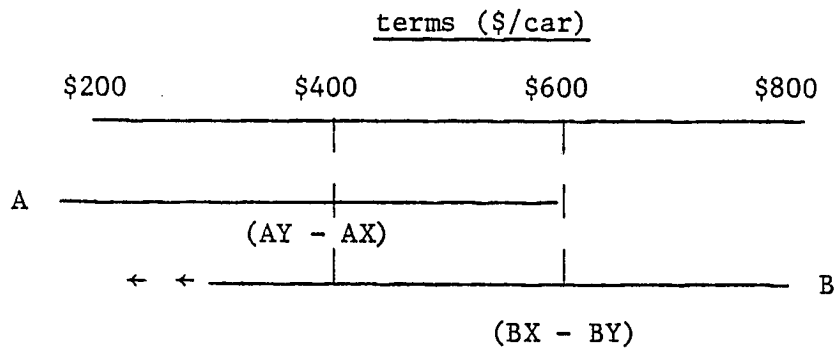 terms ($/car)
$200 $400 $600 $800
A
(AY - AX)
← ← B
(BX - BY)